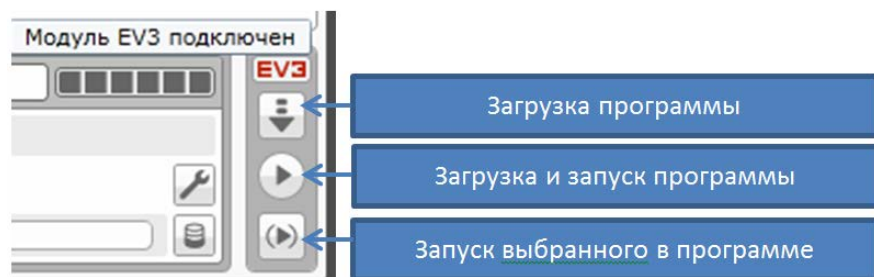 Модуль EV3 подключен
EV3
Загрузка программы
Загрузка и запуск программы
Запуск выбранного в программе